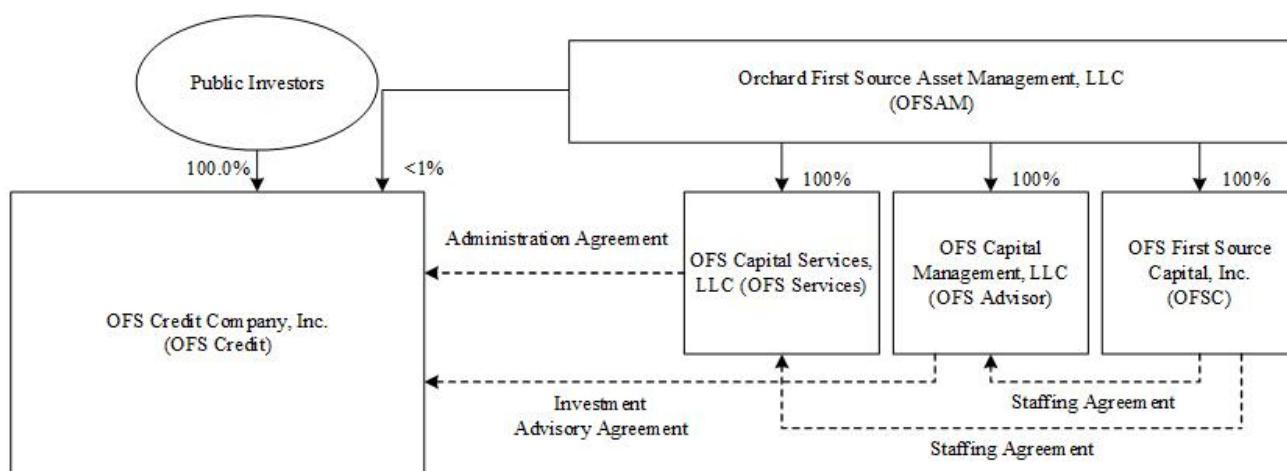 Public Investors
Orchard First Source Asset Management, LLC
(OFSAM)
100.0%
<1%
100%
100%
100%
Administration Agreement
OFS Capital Services,
LLC (OFS Services)
OFS Capital
Management, LLC
(OFS Advisor)
OFS First Source
Capital, Inc.
(OFSC)
OFS Credit Company, Inc.
(OFS Credit)
Investment
Advisory Agreement
Staffing Agreement
Staffing Agreement